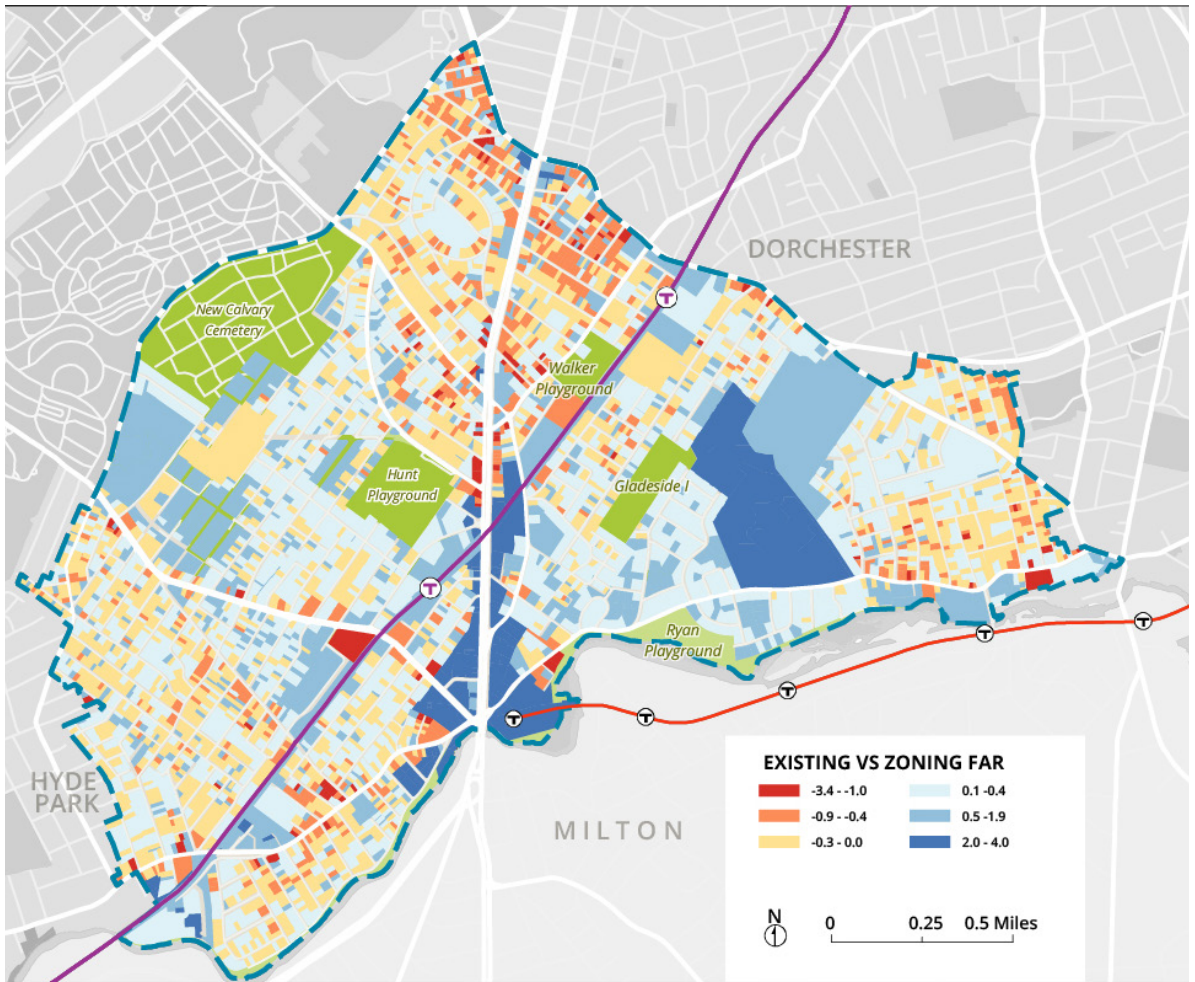 DORCHESTER
New Calvary
Cemetery
Walker
Playground
Hunt
Playground
Gladeside I
Ryan
Playground
HYDE
PARK
MILTON
T
T
T
T
T
T
T
EXISTING VS ZONING FAR
-3.4 - -1.0
0.1 -0.4
-0.9 - -0.4
0.5 -1.9
-0.3 - 0.0
2.0 - 4.0
N
0 0.25 0.5 Miles